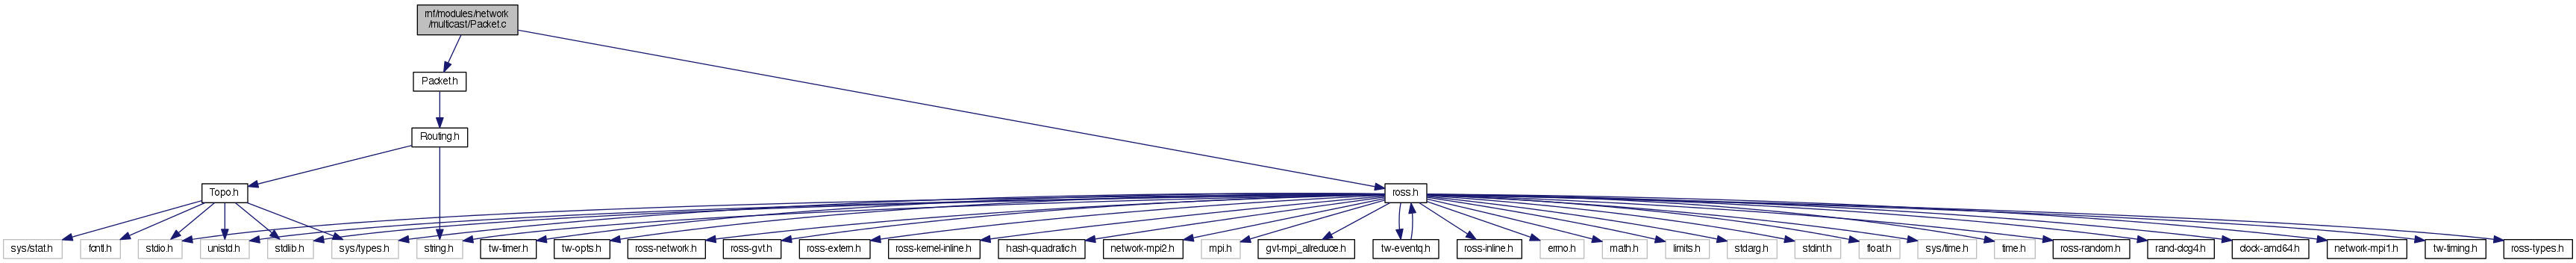 rnf/modules/network
/multicast/Packet.c
Packet.h
Routing.h
Topo.h
ross.h
sys/stat.h
fcntl.h
stdio.h
unistd.h
stdlib.h
sys/types.h
string.h
tw-timer.h
tw-opts.h
ross-network.h
ross-gvt.h
ross-extern.h
ross-kernel-inline.h
hash-quadratic.h
network-mpi2.h
mpi.h
gvt-mpi_allreduce.h
tw-eventq.h
ross-inline.h
errno.h
math.h
limits.h
stdarg.h
stdint.h
float.h
sys/time.h
time.h
ross-random.h
rand-clcg4.h
clock-amd64.h
network-mpi1.h
tw-timing.h
ross-types.h